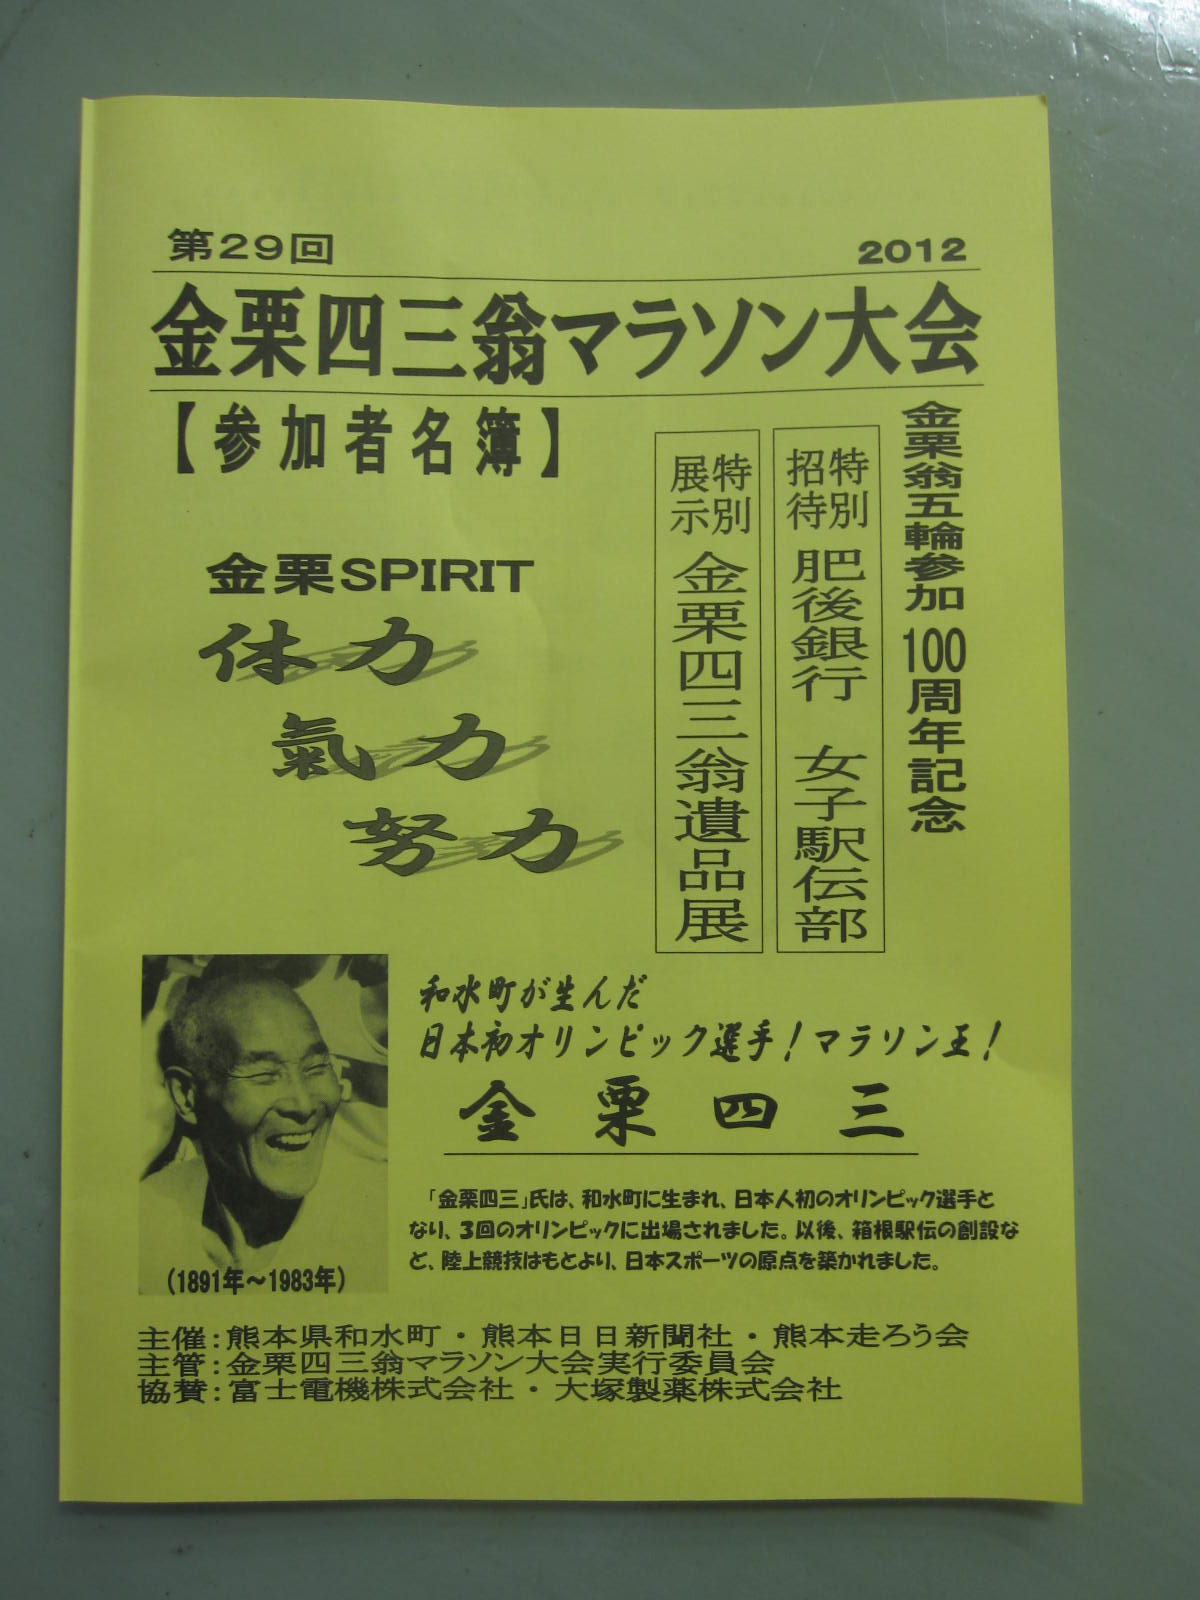 第29回
2012
金栗四三翁マラソン大会
【参加者名簿】
金栗翁五輪参加100周年記念
特別招待 肥後銀行 女子駅伝部
特別展示 金栗四三翁遺品展
金栗SPIRIT
体力
氣力
努力
和水町が生んだ
日本初オリンピック選手！マラソン王！
金栗四三
「金栗四三」氏は、和水町に生まれ、日本人初のオリンピック選手と
なり、3回のオリンピックに出場されました。以後、箱根駅伝の創設な
ど、陸上競技はもとより、日本スポーツの原点を築かれました。
(1891年～1983年)
主催：熊本県和水町・熊本日日新聞社・熊本走ろう会
主管：金栗四三翁マラソン大会実行委員会
協賛：富士電機株式会社・大塚製薬株式会社